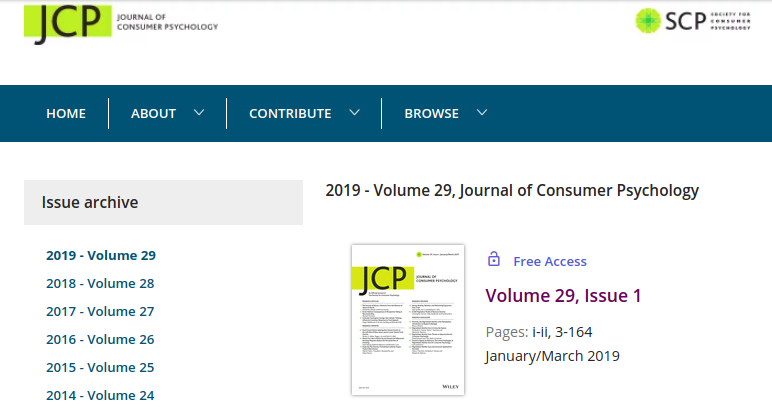 JCP JOURNAL OF
CONSUMER PSYCHOLOGY
SCP SOCIETY FOR
CONSUMER
PSYCHOLOGY
HOME ABOUT CONTRIBUTE BROWSE
Issue archive
2019 - Volume 29
2018 - Volume 28
2017 - Volume 27
2016 - Volume 26
2015 - Volume 25
2014 - Volume 24
2019 - Volume 29, Journal of Consumer Psychology
JCP JOURNAL OF
CONSUMER PSYCHOLOGY
WILEY
Free Access
Volume 29, Issue 1
Pages: i-ii, 3-164
January/March 2019